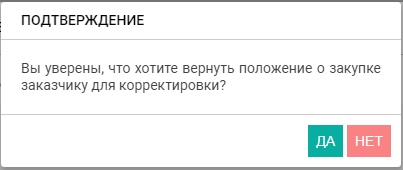 ПОДТВЕРЖДЕНИЕ
Вы уверены, что хотите вернуть положение о закупке
заказчику для корректировки?
ДА НЕТ